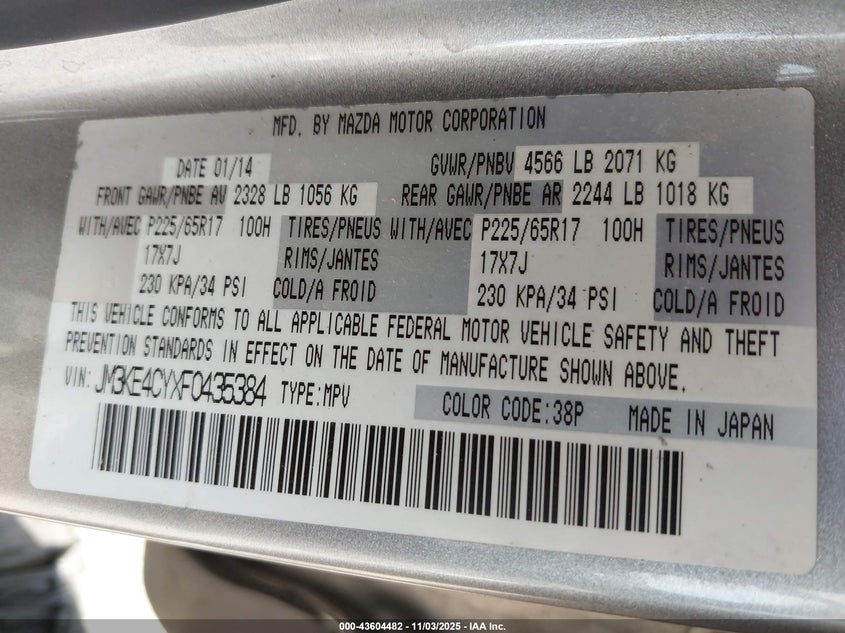 MFD. BY MAZDA MOTOR CORPORATION
DATE 01/14 GVWR/PNBV 4566 LB 2071 KG
FRONT GAWR/PNBE AV 2328 LB 1056 KG REAR GAWR/PNBE AR 2244 LB 1018 KG
WITH/AVEC P225/65R17 100H TIRES/PNEUS WITH/AVEC P225/65R17 100H TIRES/PNEUS
17X7J RIMS/JANTES 17X7J RIMS/JANTES
230 KPA/34 PSI COLD/A FROID 230 KPA/34 PSI COLD/A FROID
THIS VEHICLE CONFORMS TO ALL APPLICABLE FEDERAL MOTOR VEHICLE SAFETY AND THEFT
PREVENTION STANDARDS IN EFFECT ON THE DATE OF MANUFACTURE SHOWN ABOVE.
VIN: JM3KE4CYXF0435384 TYPE:MPV COLOR CODE:38P MADE IN JAPAN
000-43604482 - 11/03/2025 - IAA Inc.